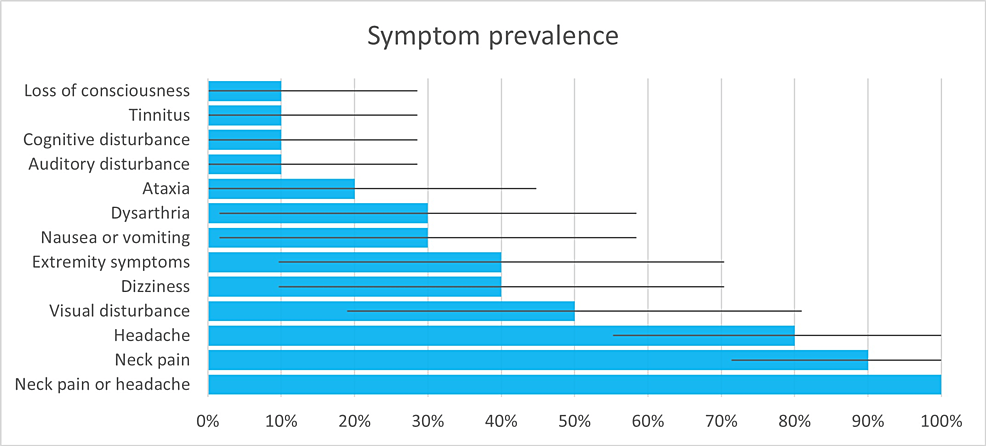 Symptom prevalence
Loss of consciousness
Tinnitus
Cognitive disturbance
Auditory disturbance
Ataxia
Dysarthria
Nausea or vomiting
Extremity symptoms
Dizziness
Visual disturbance
Headache
Neck pain
Neck pain or headache
0% 10% 20% 30% 40% 50% 60% 70% 80% 90% 100%